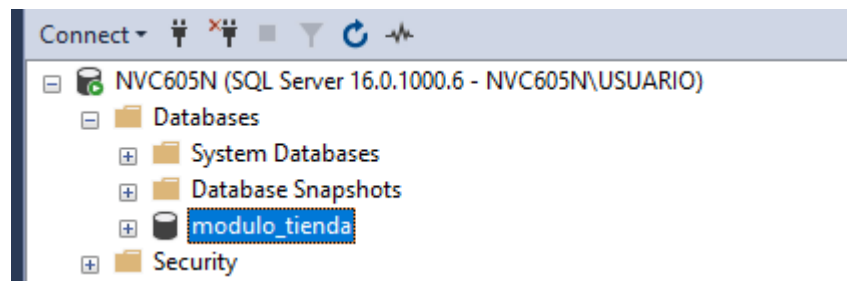 Connect
NVC605N (SQL Server 16.0.1000.6 - NVC605N\USUARIO)
Databases
System Databases
Database Snapshots
modulo_tienda
Security